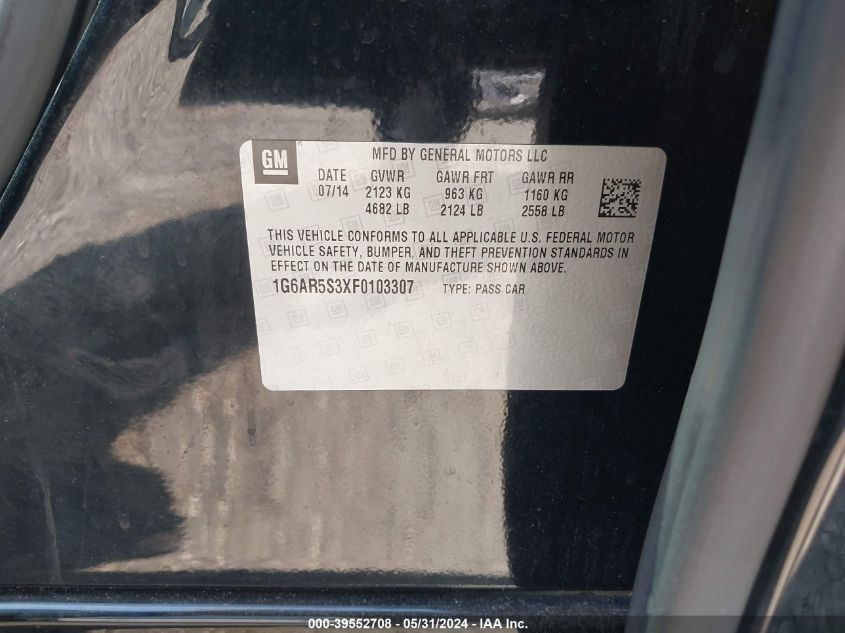 GM
MFD BY GENERAL MOTORS LLC
DATE GVWR GAWR FRT GAWR RR
07/14 2123 KG 963 KG 1160 KG
4682 LB 2124 LB 2558 LB
THIS VEHICLE CONFORMS TO ALL APPLICABLE U.S. FEDERAL MOTOR
VEHICLE SAFETY, BUMPER, AND THEFT PREVENTION STANDARDS IN
EFFECT ON THE DATE OF MANUFACTURE SHOWN ABOVE.
1G6AR5S3XF0103307 TYPE: PASS CAR
000-39552708 - 05/31/2024 - IAA Inc.